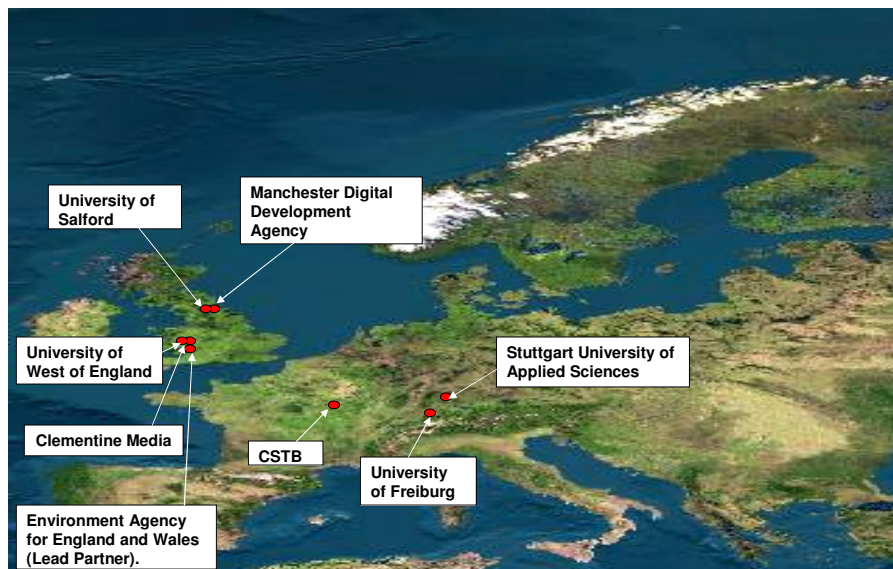 University of
Salford
Manchester Digital
Development
Agency
University of
West of England
Stuttgart University of
Applied Sciences
Clementine Media
CSTB
University
of Freiburg
Environment Agency
for England and Wales
(Lead Partner).